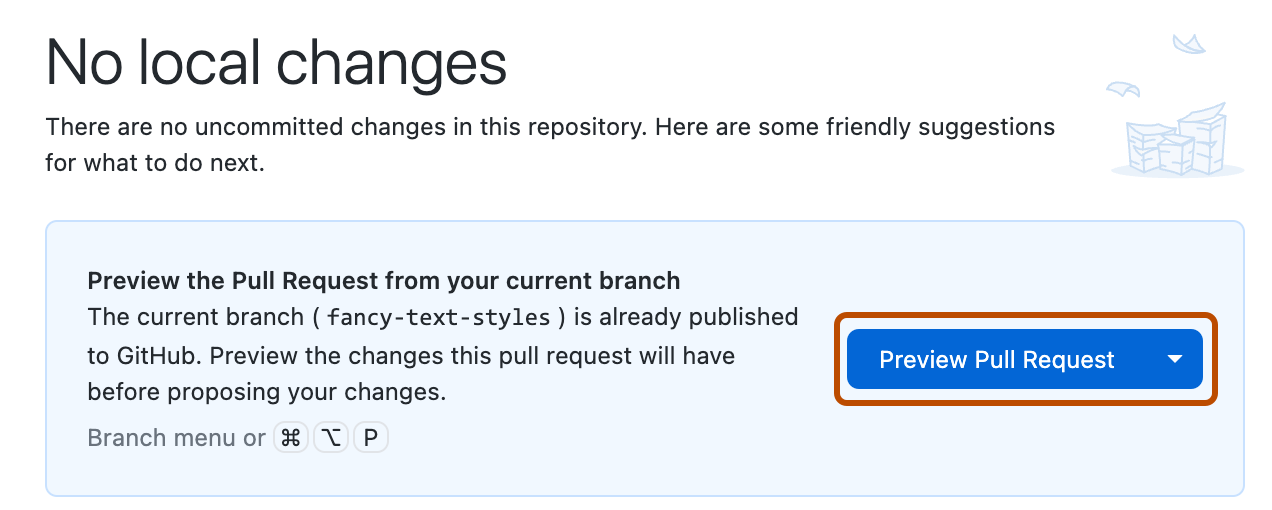 No local changes
There are no uncommitted changes in this repository. Here are some friendly suggestions
for what to do next.
Preview the Pull Request from your current branch
The current branch ( fancy-text-styles ) is already published
to GitHub. Preview the changes this pull request will have
before proposing your changes.
Preview Pull Request
Branch menu or ⌘ ⌥ P